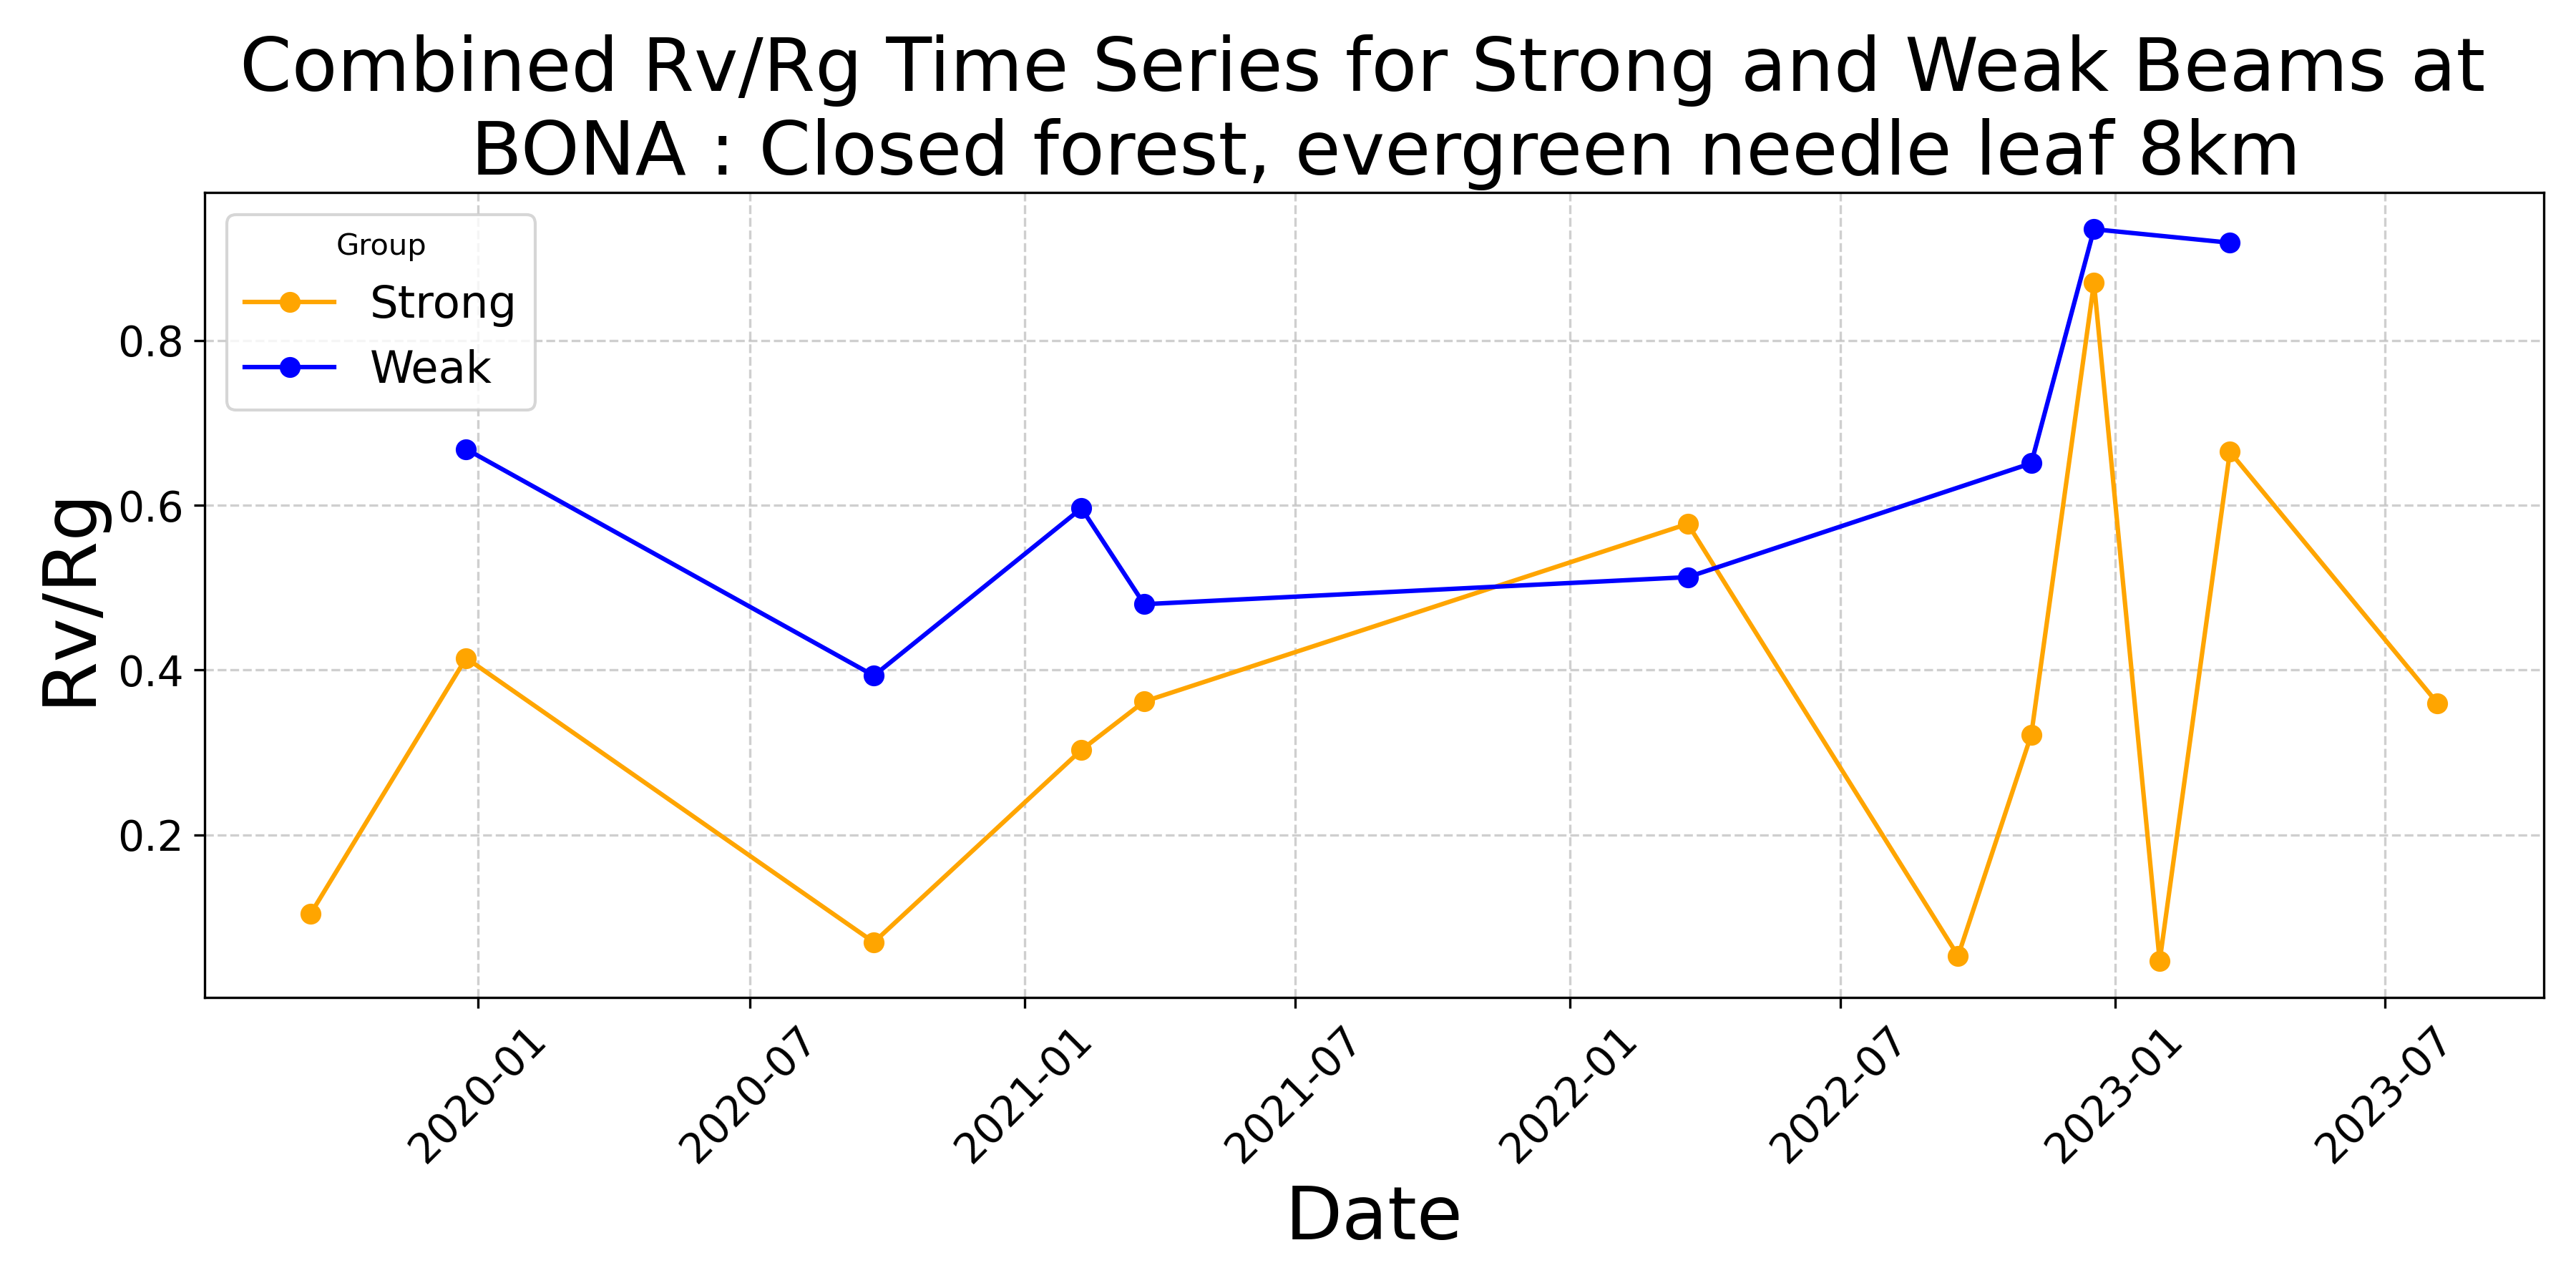 Combined Rv/Rg Time Series for Strong and Weak Beams at
BONA : Closed forest, evergreen needle leaf 8km
Group
Strong
Weak
Rv/Rg
0.8
0.6
0.4
0.2
2020-01
2020-07
2021-01
2021-07
2022-01
2022-07
2023-01
2023-07
Date